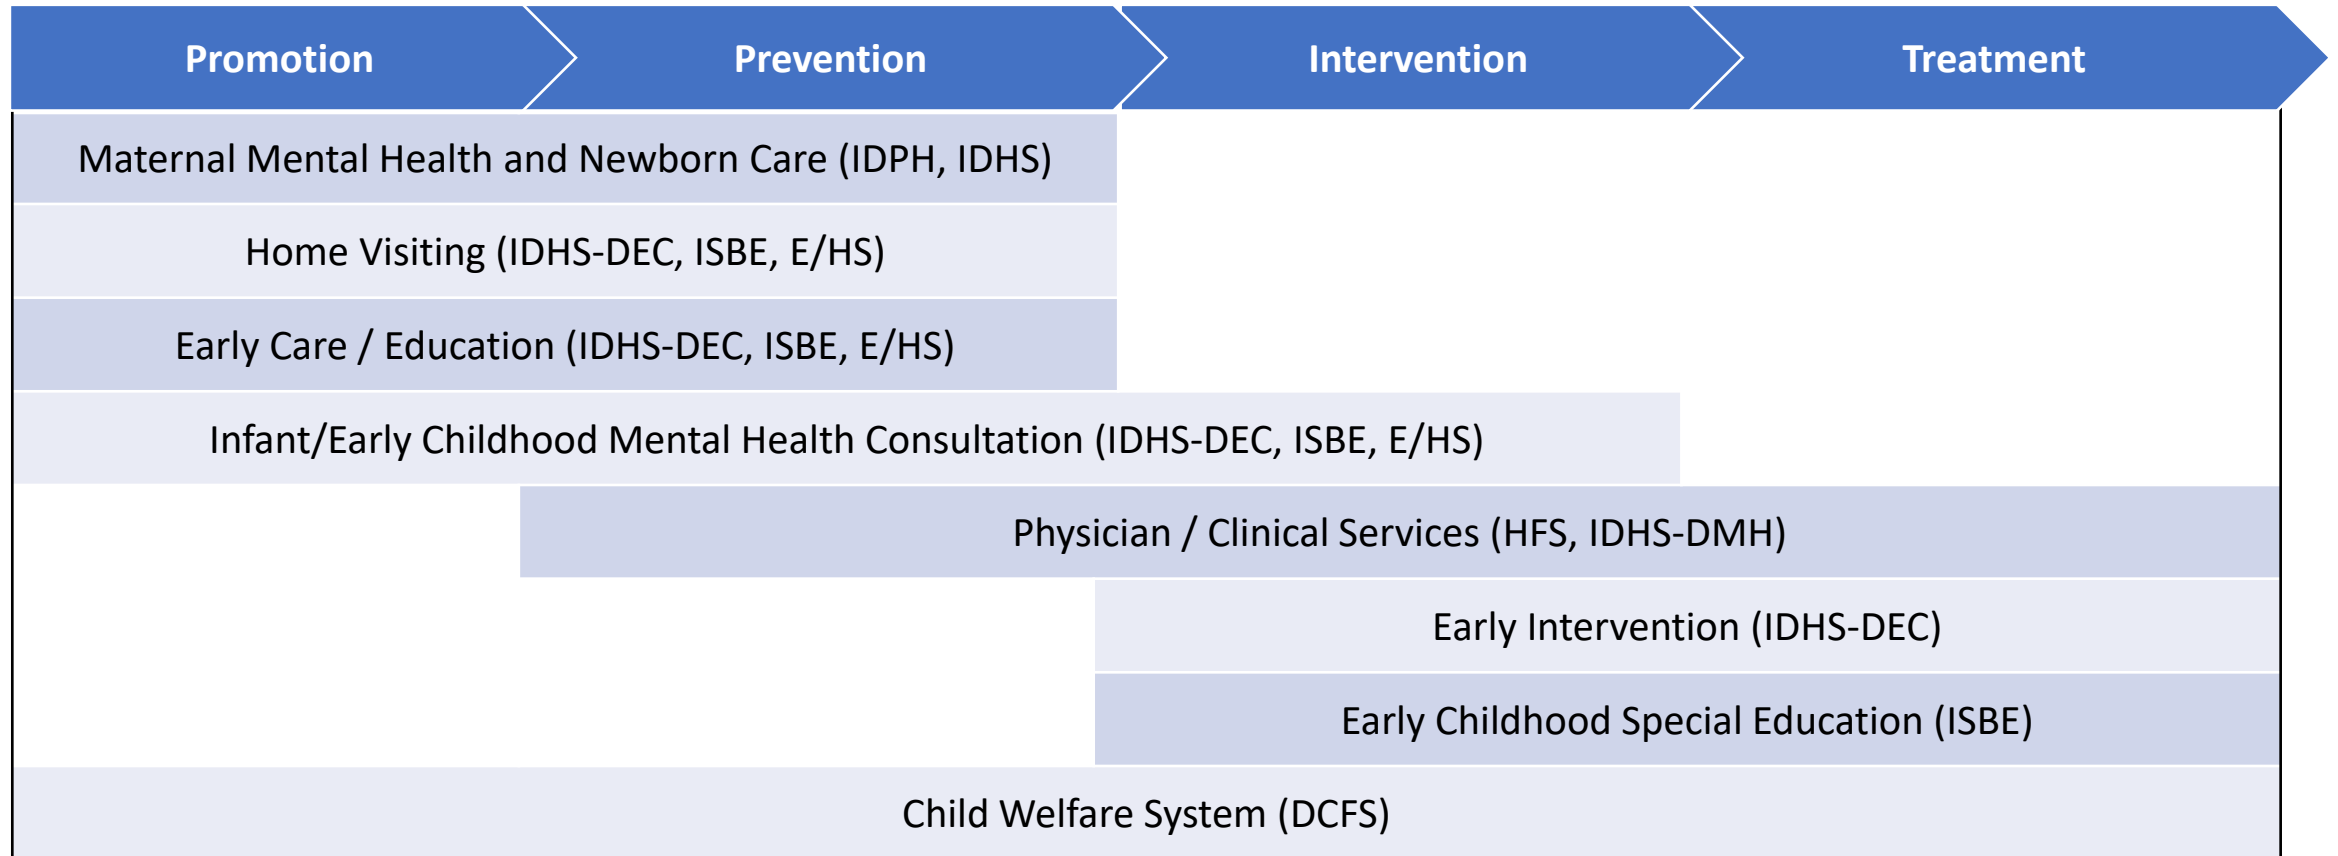 Promotion
Prevention
Intervention
Treatment
Maternal Mental Health and Newborn Care (IDPH, IDHS)
Home Visiting (IDHS-DEC, ISBE, E/HS)
Early Care / Education (IDHS-DEC, ISBE, E/HS)
Infant/Early Childhood Mental Health Consultation (IDHS-DEC, ISBE, E/HS)
Physician / Clinical Services (HFS, IDHS-DMH)
Early Intervention (IDHS-DEC)
Early Childhood Special Education (ISBE)
Child Welfare System (DCFS)